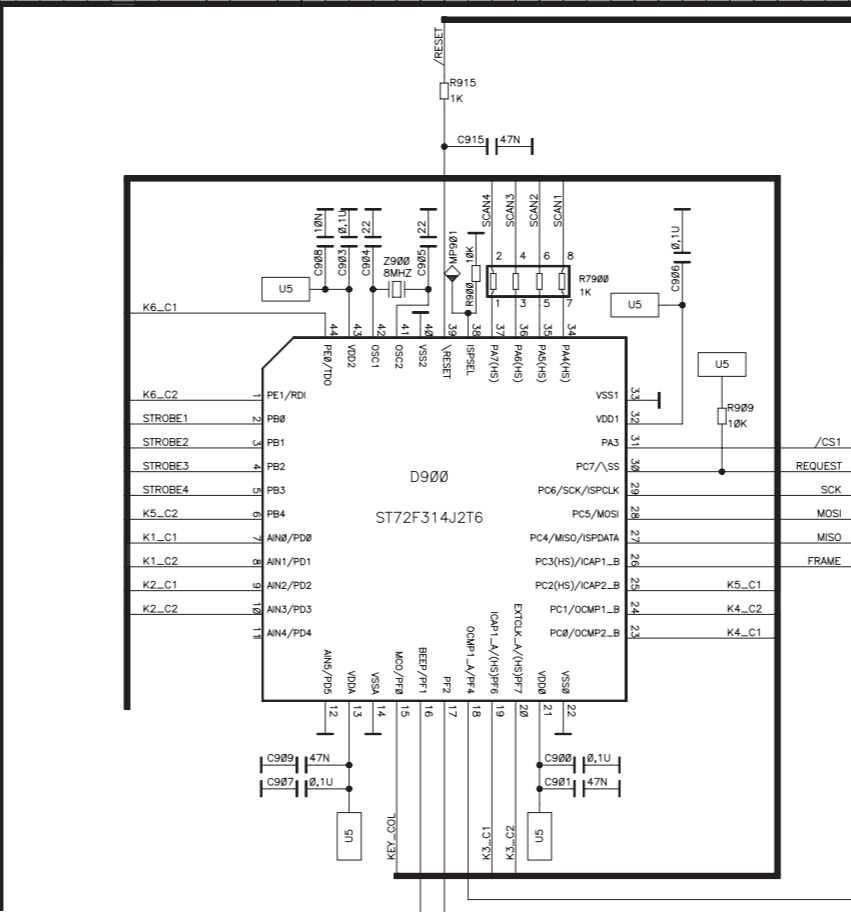 /RESET
R915
1K
C915
47N
SCAN4
SCAN3
SCAN2
SCAN1
10N
0,1U
22
22
C908
C903
C904
C905
Z900
8MHZ
MP901
10K
R900
2
4
6
8
1
3
5
7
R7900
1K
0,1U
C906
U5
U5
U5
R909
10K
K6_C1
44
43
42
41
40
39
38
37
36
35
34
PE0/TDO
VDD2
OSC1
OSC2
VSS2
\RESET
ISPSEL
PA7(HS)
PA6(HS)
PA5(HS)
PA4(HS)
K6_C2
1
PE1/RDI
STROBE1
2
PB0
STROBE2
3
PB1
STROBE3
4
PB2
STROBE4
5
PB3
K5_C2
6
PB4
K1_C1
7
AIN0/PD0
K1_C2
8
AIN1/PD1
K2_C1
9
AIN2/PD2
K2_C2
10
AIN3/PD3
11
AIN4/PD4
D900
ST72F314J2T6
VSS1
33
VDD1
32
PA3
31
/CS1
PC7/\SS
30
REQUEST
PC6/SCK/ISPCLK
29
SCK
PC5/MOSI
28
MOSI
PC4/MISO/ISPDATA
27
MISO
PC3(HS)/ICAP1_B
26
FRAME
PC2(HS)/ICAP2_B
25
K5_C1
PC1/OCMP1_B
24
K4_C2
PC0/OCMP2_B
23
K4_C1
AIN5/PD5
VDDA
VSSA
MCO/PF0
BEEP/PF1
PF2
OCMP1_A/PF4
ICAP1_A/(HS)PF6
EXTCLK_A/(HS)PF7
VDD0
VSS0
12
13
14
15
16
17
18
19
20
21
22
C909
47N
C907
0,1U
U5
KEY_COL
K3_C1
K3_C2
C900
0,1U
C901
47N
U5